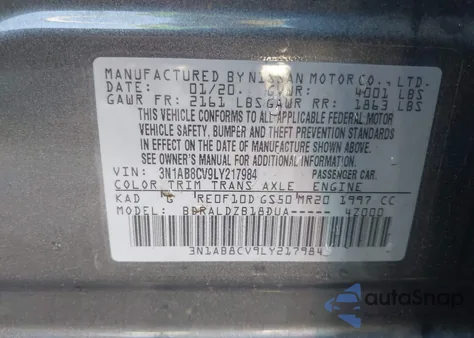 MANUFACTURED BY NISSAN MOTOR CO., LTD.
DATE: 01/20 GVWR: 4001 LBS
GAWR FR: 2161 LBS GAWR RR: 1863 LBS
THIS VEHICLE CONFORMS TO ALL APPLICABLE FEDERAL MOTOR
VEHICLE SAFETY, BUMPER AND THEFT PREVENTION STANDARDS
IN EFFECT ON THE DATE OF MANUFACTURE SHOWN ABOVE.
SEE OWNER'S MANUAL FOR ADDITIONAL INFORMATION.
VIN: 3N1AB8CV9LY217984 PASSENGER CAR
COLOR TRIM TRANS AXLE ENGINE
KAD G RE0F10D GS50 MR20 1997 CC
MODEL: BDRALDZB18DUA----- 4Z000
3N1AB8CV9LY217984
AutoSnap